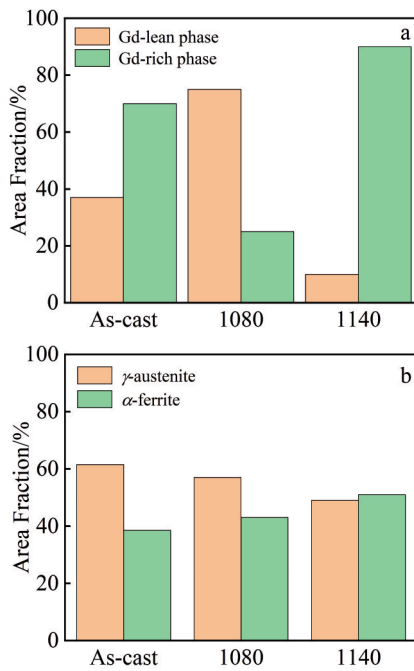 100
a
Gd-lean phase
Gd-rich phase
80
60
40
20
0
Area Fraction/%
As-cast 1080 1140
100
b
γ-austenite
α-ferrite
80
60
40
20
0
Area Fraction/%
As-cast 1080 1140